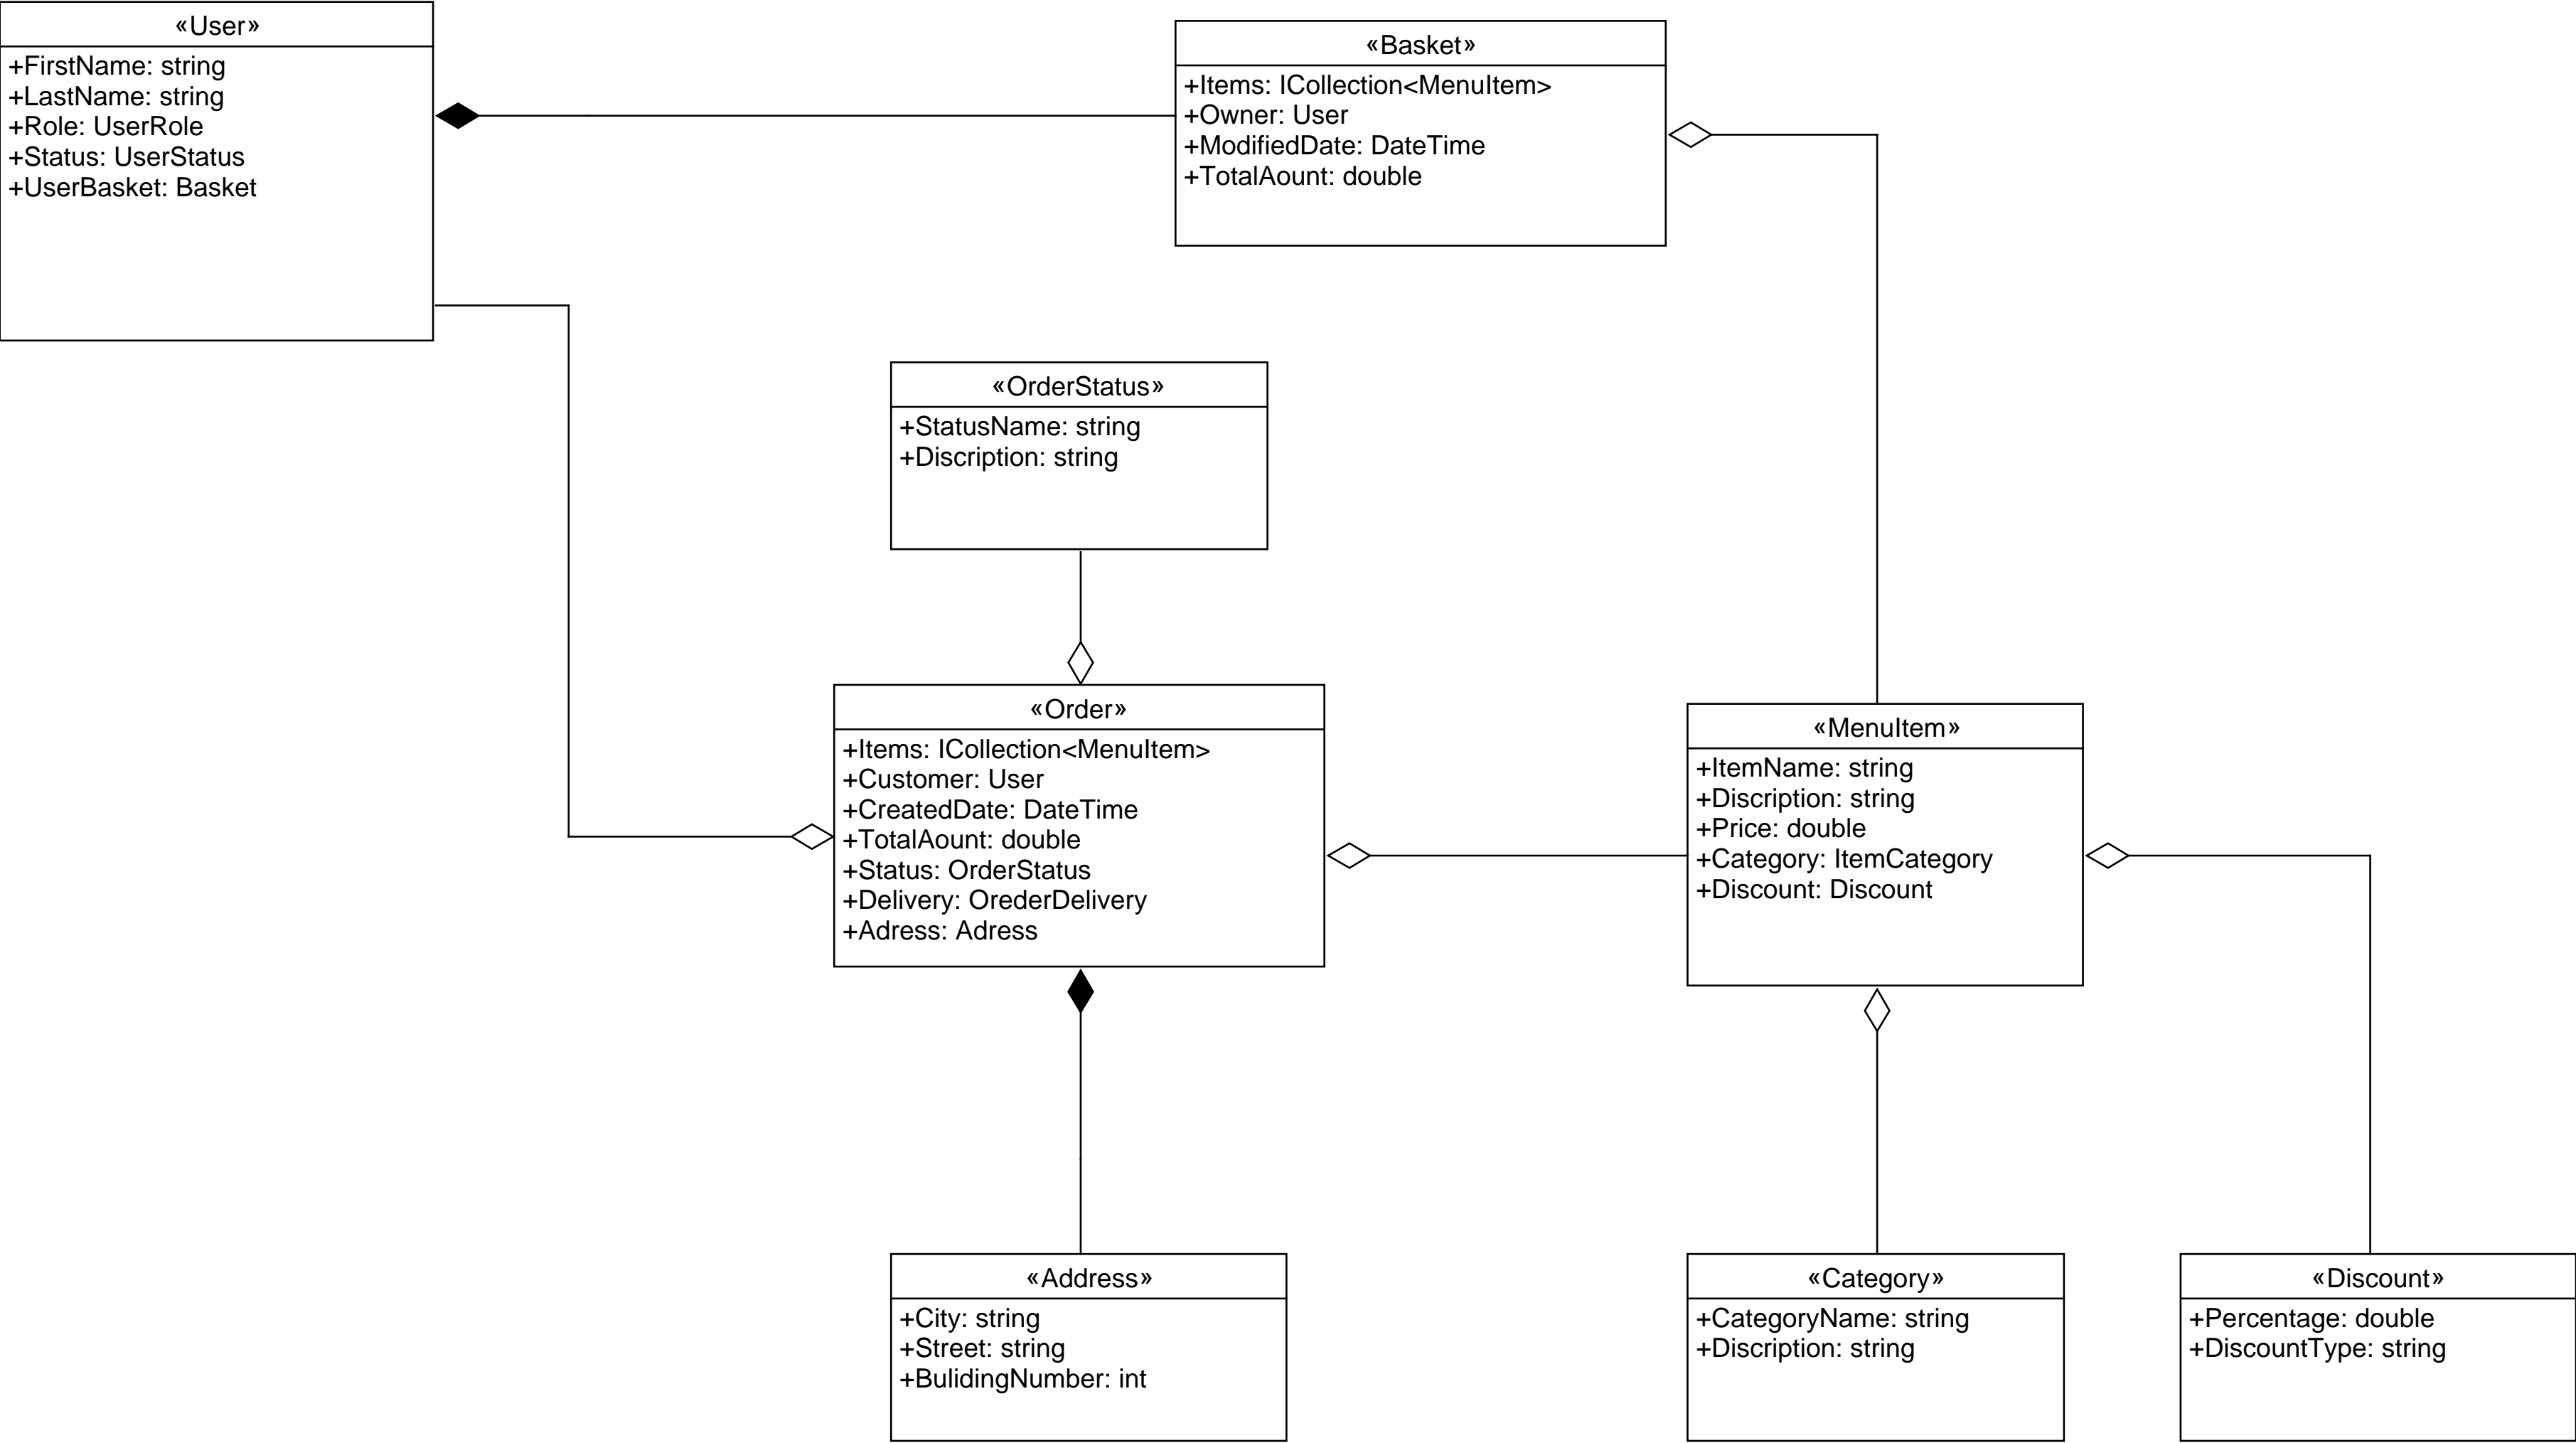 «User»
+FirstName: string
+LastName: string
+Role: UserRole
+Status: UserStatus
+UserBasket: Basket
«Basket»
+Items: ICollection<MenuItem>
+Owner: User
+ModifiedDate: DateTime
+TotalAount: double
«OrderStatus»
+StatusName: string
+Discription: string
«Order»
+Items: ICollection<MenuItem>
+Customer: User
+CreatedDate: DateTime
+TotalAount: double
+Status: OrderStatus
+Delivery: OrederDelivery
+Adress: Adress
«MenuItem»
+ItemName: string
+Discription: string
+Price: double
+Category: ItemCategory
+Discount: Discount
«Address»
+City: string
+Street: string
+BulidingNumber: int
«Category»
+CategoryName: string
+Discription: string
«Discount»
+Percentage: double
+DiscountType: string